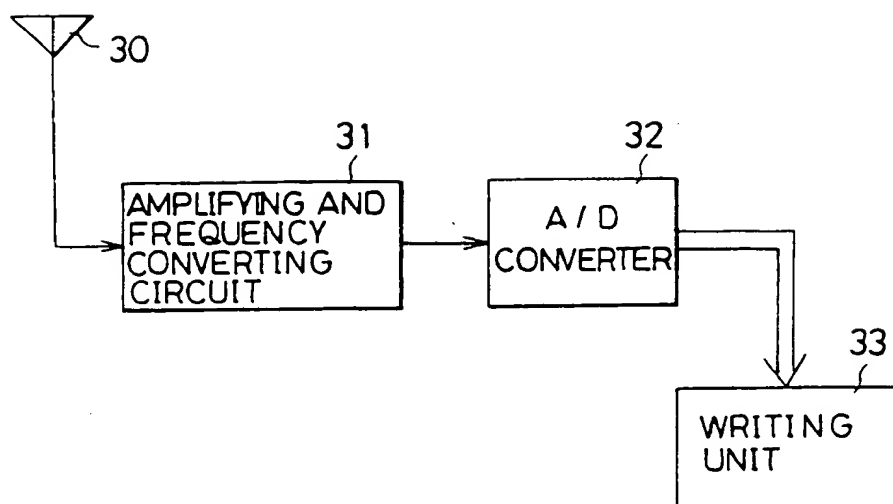 30
31
AMPLIFYING AND
FREQUENCY
CONVERTING
CIRCUIT
32
A/D
CONVERTER
33
WRITING
UNIT